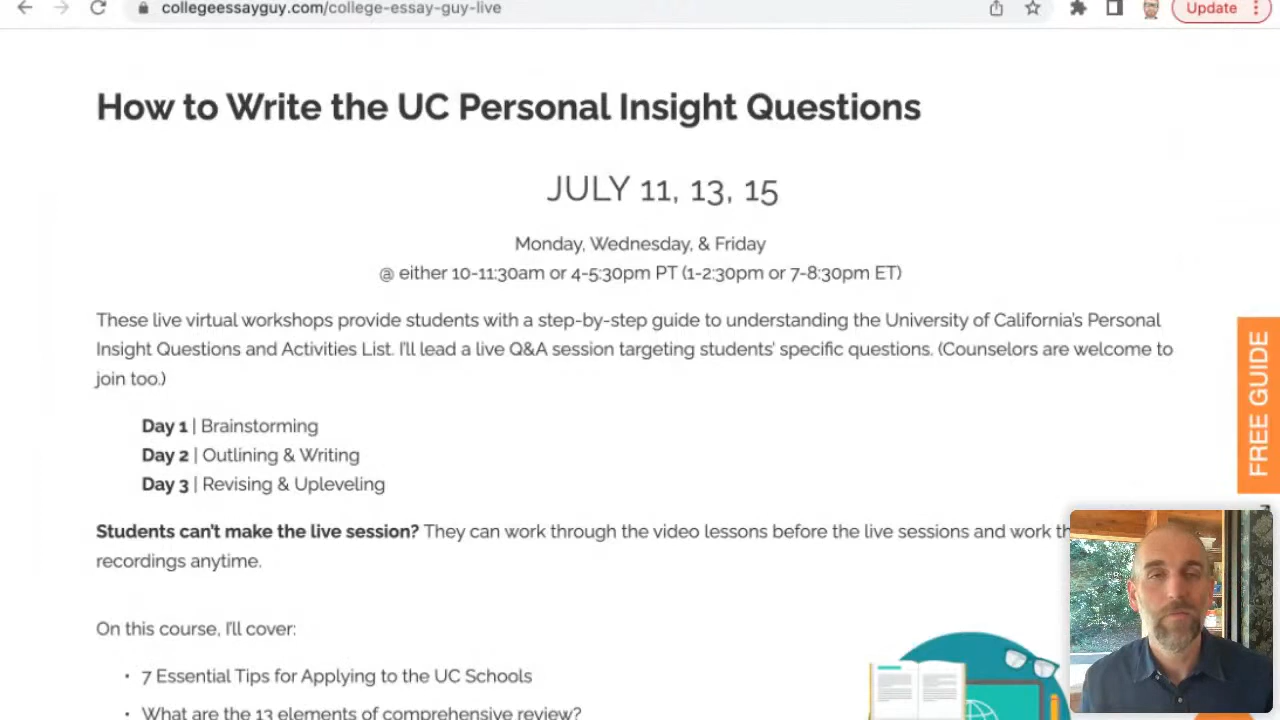 collegeessayguy.com/college-essay-guy-live
Update
How to Write the UC Personal Insight Questions
JULY 11, 13, 15
Monday, Wednesday, & Friday
@ either 10-11:30am or 4-5:30pm PT (1-2:30pm or 7-8:30pm ET)
These live virtual workshops provide students with a step-by-step guide to understanding the University of California's Personal
Insight Questions and Activities List. I'll lead a live Q&A session targeting students' specific questions. (Counselors are welcome to
join too.)
FREE GUIDE
Day 1 | Brainstorming
Day 2 | Outlining & Writing
Day 3 | Revising & Upleveling
Students can't make the live session? They can work through the video lessons before the live sessions and work
recordings anytime.
On this course, I'll cover:
• 7 Essential Tips for Applying to the UC Schools
• What are the 13 elements of comprehensive review?